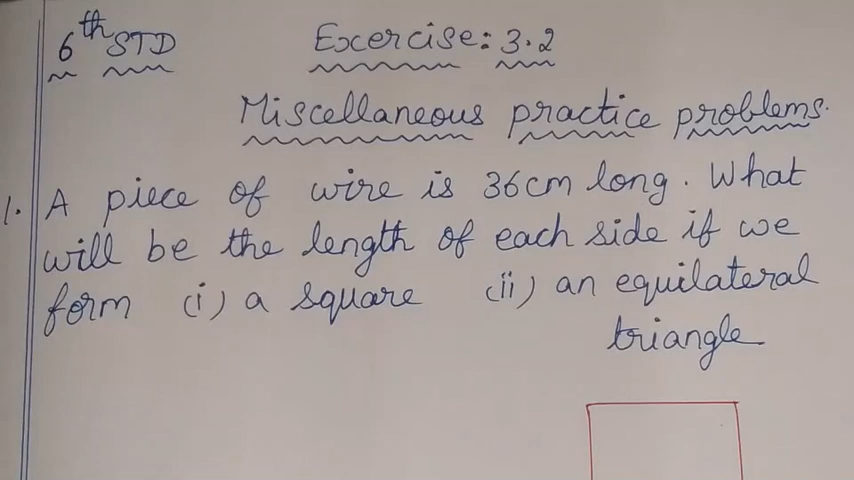 6th STD Excercise: 3.2
Miscellaneous practice problems.
1. A piece of wire is 36cm long. What
will be the length of each side if we
form (i) a square (ii) an equilateral
triangle